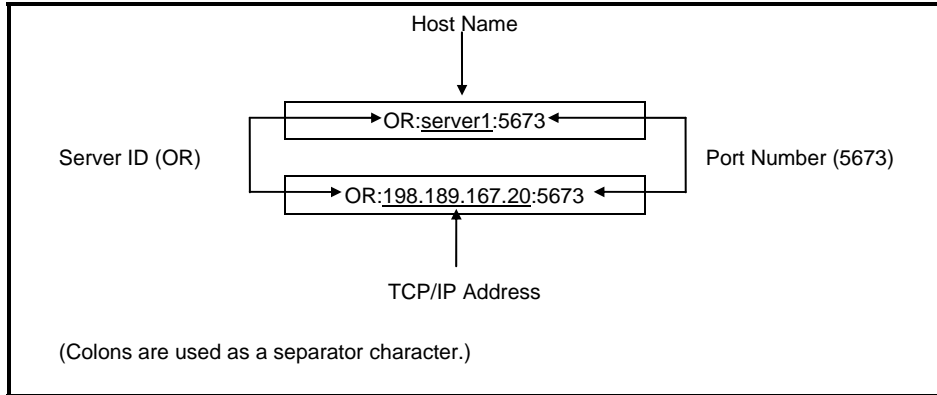 Host Name
OR:server1:5673
Server ID (OR)
Port Number (5673)
OR:198.189.167.20:5673
TCP/IP Address
(Colons are used as a separator character.)